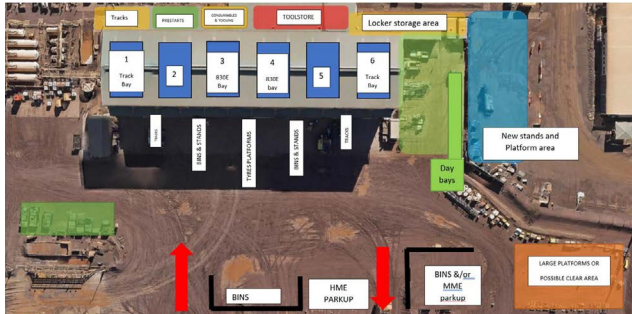 Tracks
PRESTARTS
CONSUMABLES
& TOOLING
TOOLSTORE
Locker storage area
1
Track
Bay
2
3
830E
Bay
4
830E
bay
5
6
Track
Bay
TRACKS
BINS & STANDS
TYRES PLATFORMS
BINS & STANDS
TRACKS
New stands and
Platform area
Day
bays
BINS
HME
PARKUP
BINS &/or
MME
parkup
LARGE PLATFORMS OR
POSSIBLE CLEAR AREA